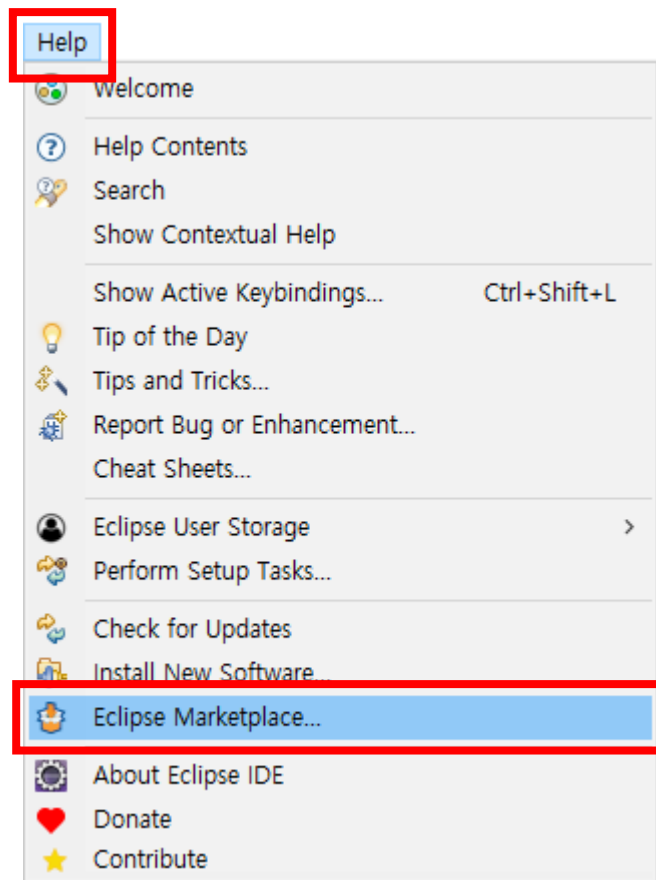 Help
Welcome
Help Contents
Search
Show Contextual Help
Show Active Keybindings... Ctrl+Shift+L
Tip of the Day
Tips and Tricks...
Report Bug or Enhancement...
Cheat Sheets...
Eclipse User Storage
Perform Setup Tasks...
Check for Updates
Install New Software...
Eclipse Marketplace...
About Eclipse IDE
Donate
Contribute